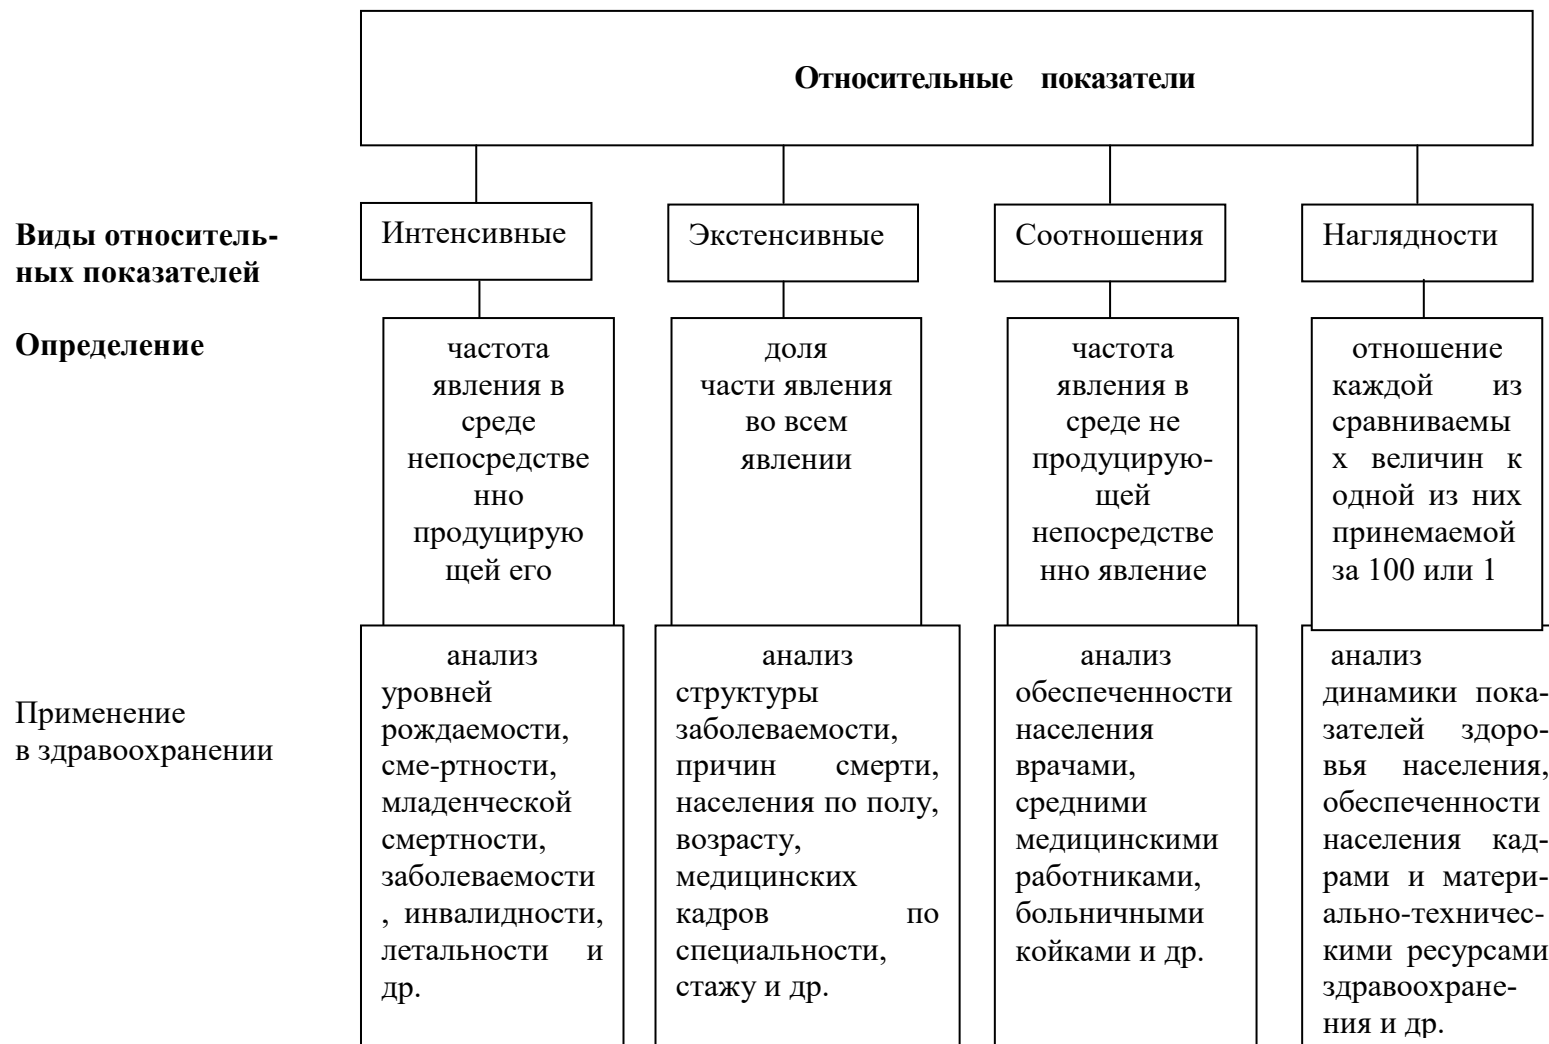 Относительные показатели
Виды относитель-
ных показателей
Интенсивные
Экстенсивные
Соотношения
Наглядности
Определение
частота
явления в
среде
непосредстве
нно
продуцирую
щей его
доля
части явления
во всем
явлении
частота
явления в
среде не
продуцирую-
щей
непосредстве
нно явление
отношение
каждой из
сравниваемы
х величин к
одной из них
принемаемой
за 100 или 1
Применение
в здравоохранении
анализ
уровней
рождаемости,
сме-ртности,
младенческой
смертности,
заболеваемости
, инвалидности,
летальности и
др.
анализ
структуры
заболеваемости,
причин смерти,
населения по полу,
возрасту,
медицинских
кадров по
специальности,
стажу и др.
анализ
обеспеченности
населения
врачами,
средними
медицинскими
работниками,
больничными
койками и др.
анализ
динамики пока-
зателей здоро-
вья населения,
обеспеченности
населения кад-
рами и матери-
ально-техничес-
кими ресурсами
здравоохране-
ния и др.